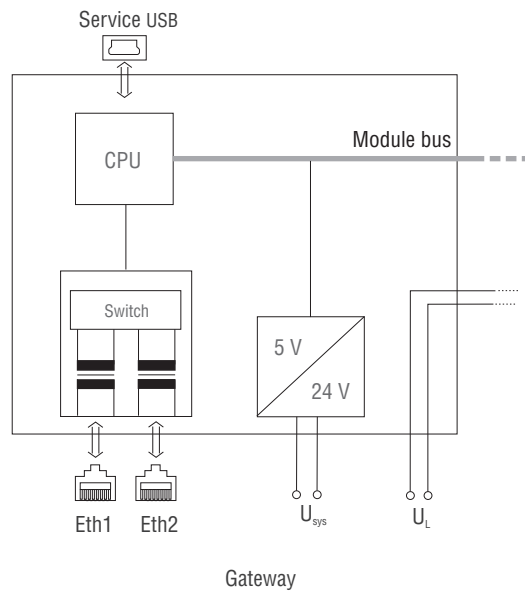 Service USB
CPU
Module bus
Switch
5 V
24 V
Eth1
Eth2
Usys
UL
Gateway